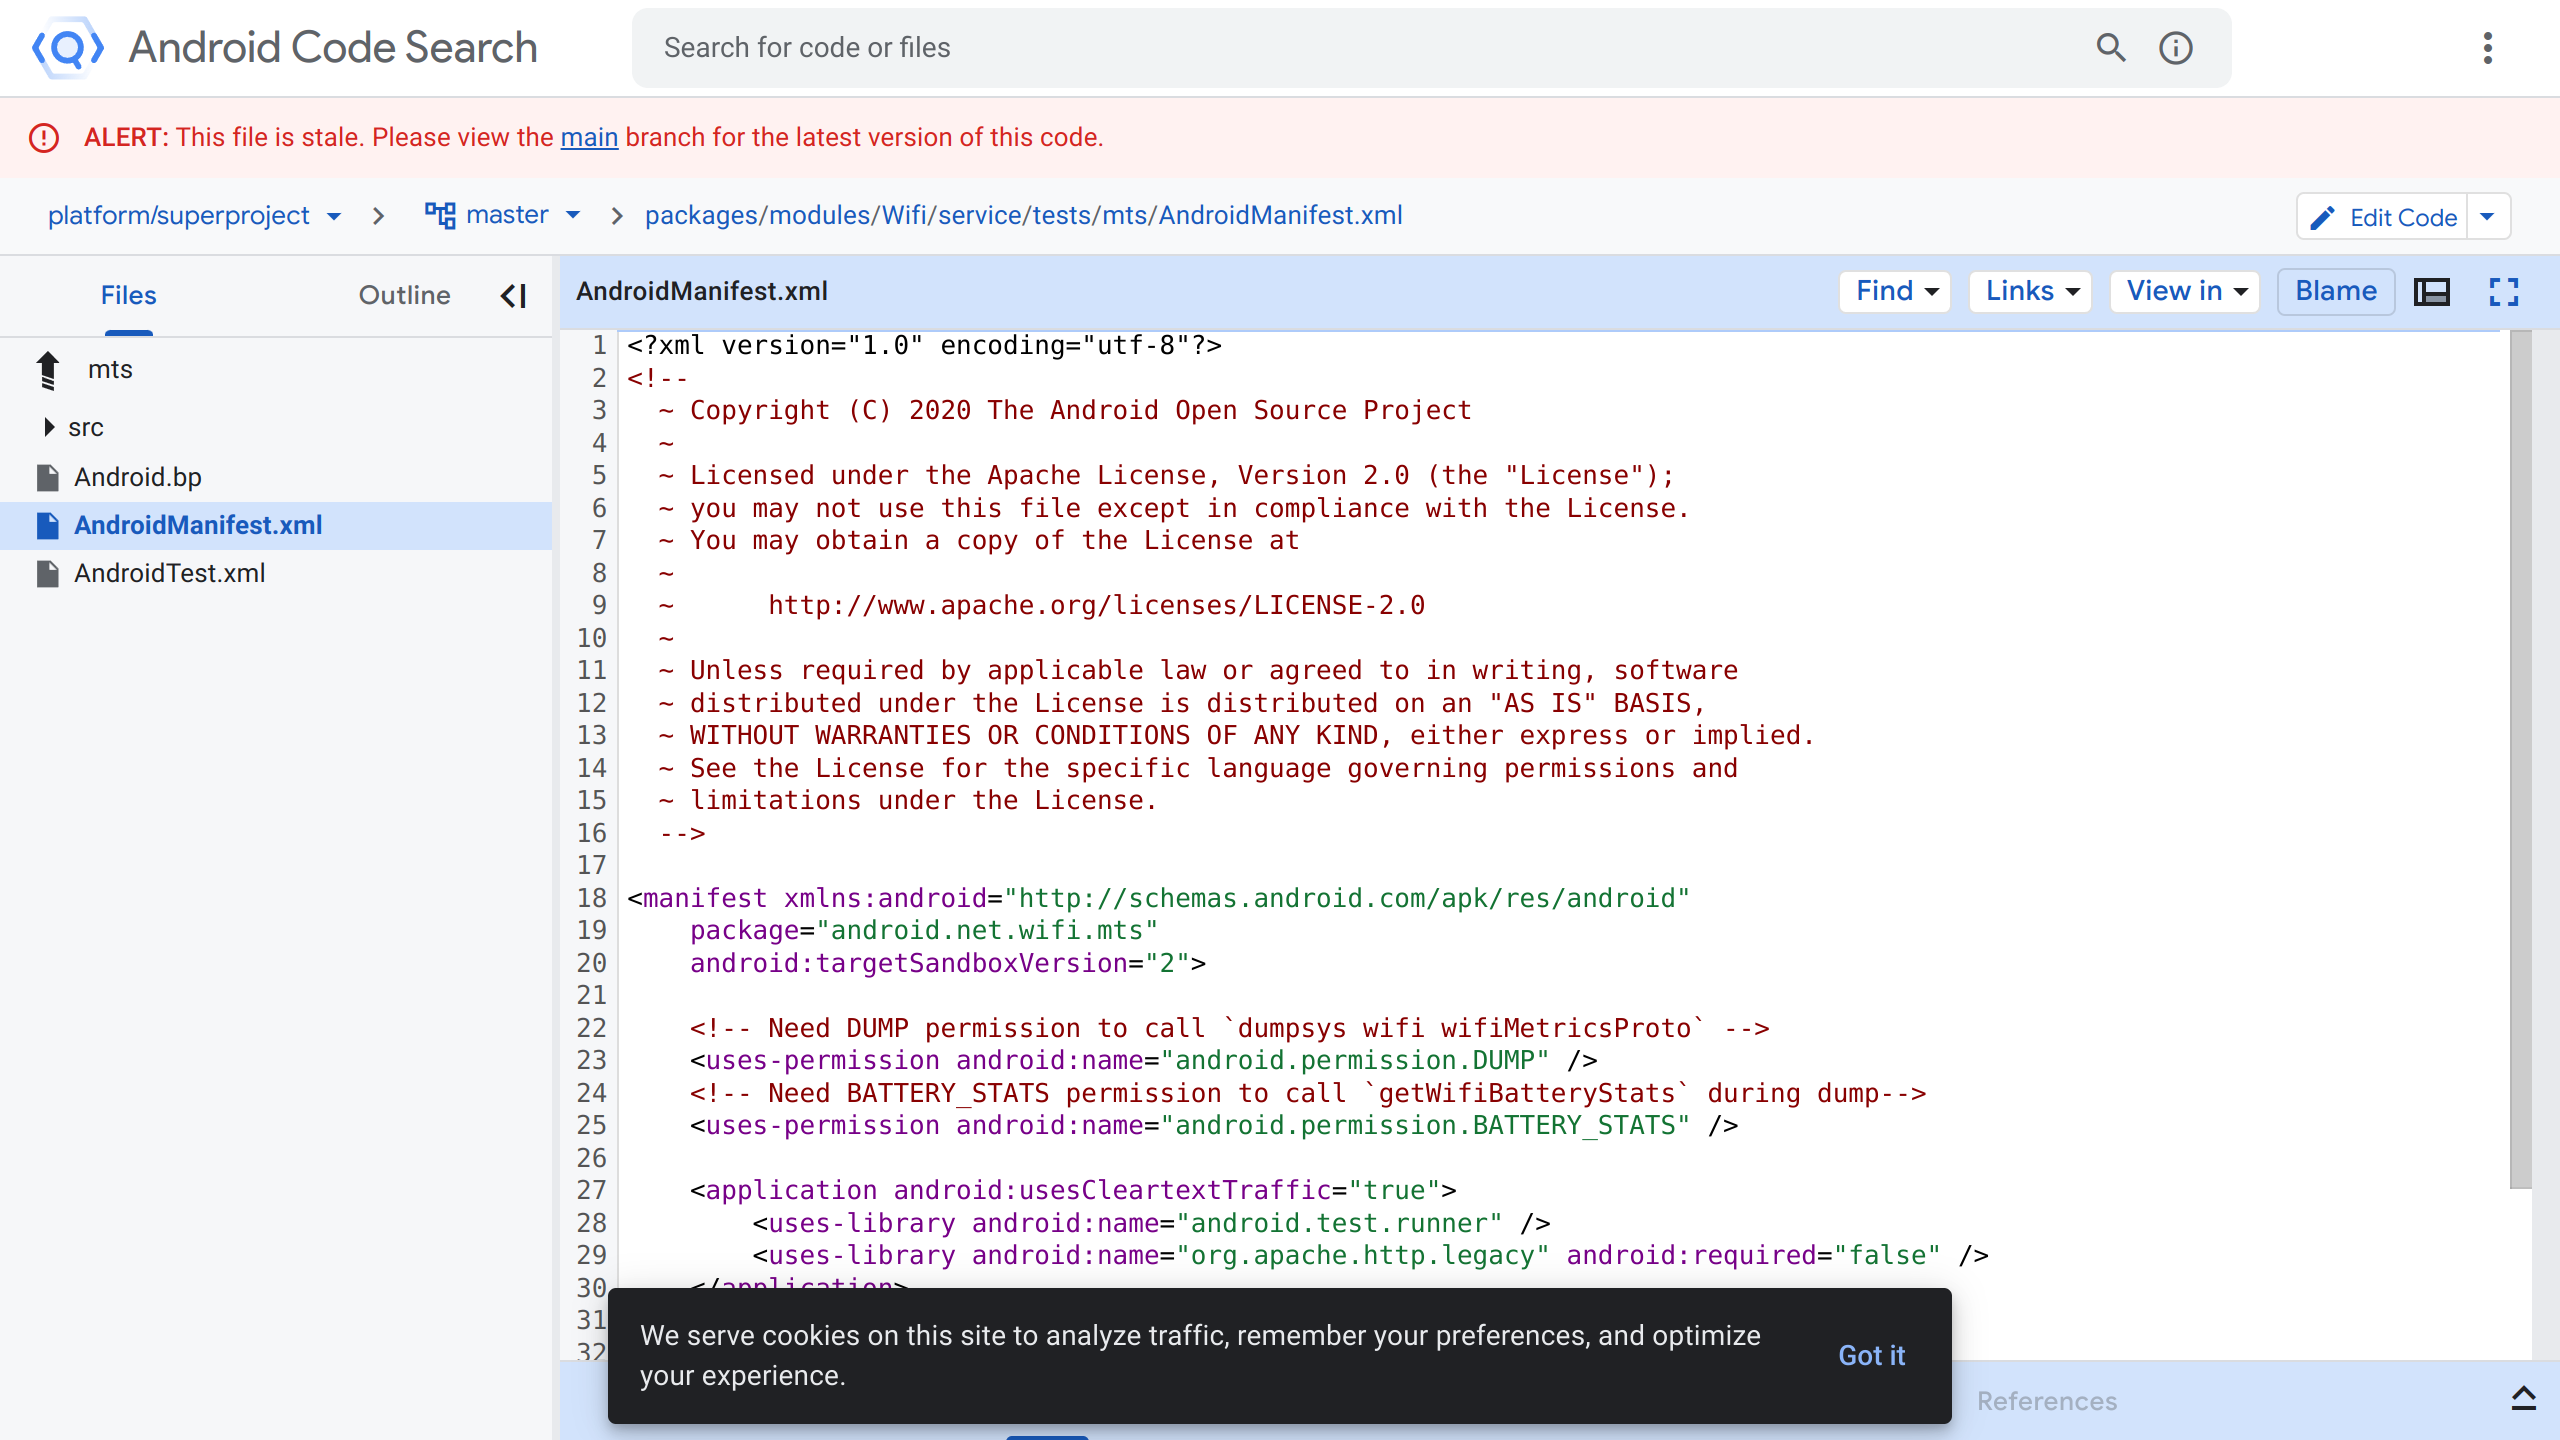 Android Code Search
Search for code or files
ALERT: This file is stale. Please view the main branch for the latest version of this code.
platform/superproject
master
packages/modules/Wifi/service/tests/mts/AndroidManifest.xml
Edit Code
Files
Outline
AndroidManifest.xml
Find
Links
View in
Blame
mts
src
Android.bp
AndroidManifest.xml
AndroidTest.xml
1 <?xml version="1.0" encoding="utf-8"?>
2 <!--
3   ~ Copyright (C) 2020 The Android Open Source Project
4   ~
5   ~ Licensed under the Apache License, Version 2.0 (the "License");
6   ~ you may not use this file except in compliance with the License.
7   ~ You may obtain a copy of the License at
8   ~
9   ~      http://www.apache.org/licenses/LICENSE-2.0
10   ~
11   ~ Unless required by applicable law or agreed to in writing, software
12   ~ distributed under the License is distributed on an "AS IS" BASIS,
13   ~ WITHOUT WARRANTIES OR CONDITIONS OF ANY KIND, either express or implied.
14   ~ See the License for the specific language governing permissions and
15   ~ limitations under the License.
16   -->
17
18 <manifest xmlns:android="http://schemas.android.com/apk/res/android"
19     package="android.net.wifi.mts"
20     android:targetSandboxVersion="2">
21
22     <!-- Need DUMP permission to call `dumpsys wifi wifiMetricsProto` -->
23     <uses-permission android:name="android.permission.DUMP" />
24     <!-- Need BATTERY_STATS permission to call `getWifiBatteryStats` during dump-->
25     <uses-permission android:name="android.permission.BATTERY_STATS" />
26
27     <application android:usesCleartextTraffic="true">
28         <uses-library android:name="android.test.runner" />
29         <uses-library android:name="org.apache.http.legacy" android:required="false" />
30     </application>
31
32
We serve cookies on this site to analyze traffic, remember your preferences, and optimize
your experience.
Got it
References